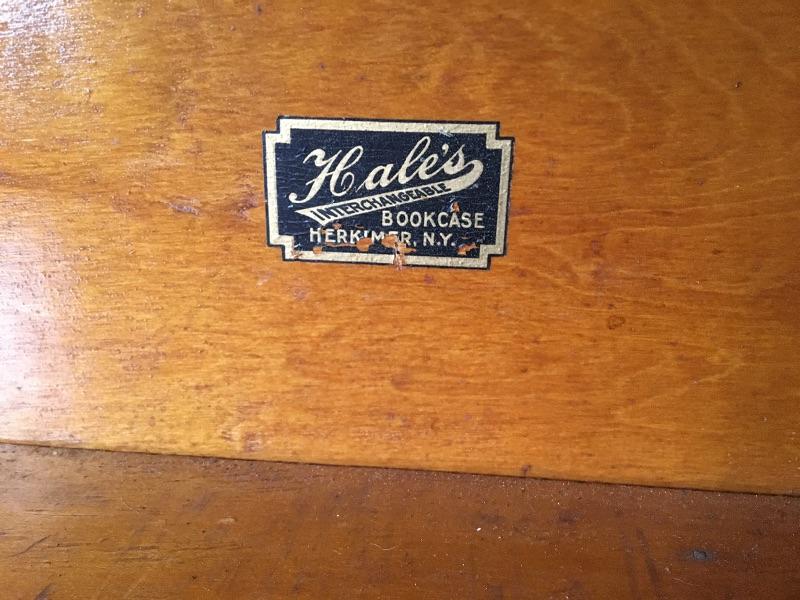 Hale's
INTERCHANGEABLE
BOOKCASE
HERKIMER, N.Y.